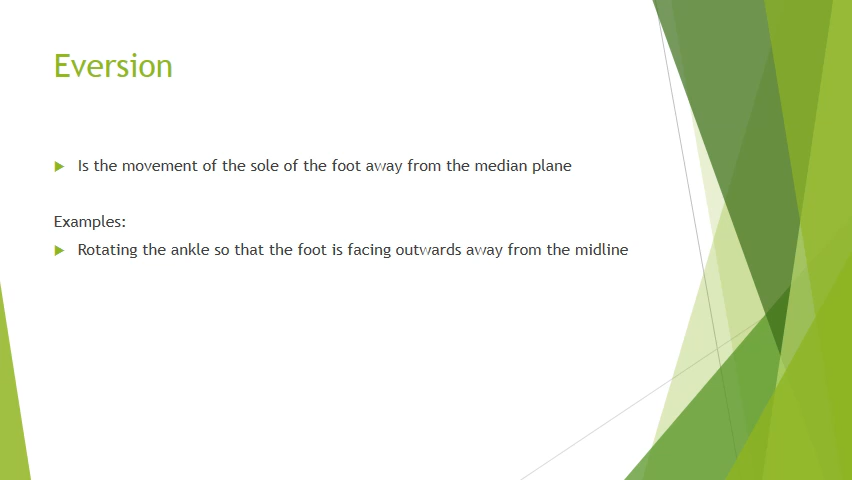 Eversion
Is the movement of the sole of the foot away from the median plane
Examples:
Rotating the ankle so that the foot is facing outwards away from the midline